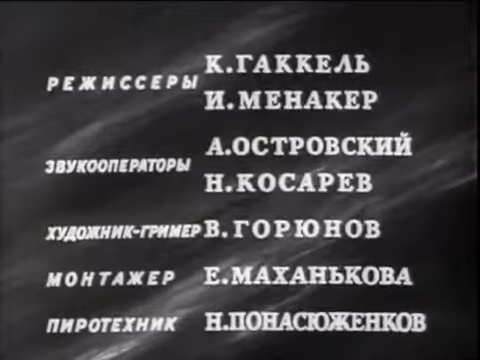 РЕЖИССЕРЫ К.ГАККЕЛЬ
И.МЕНАКЕР
ЗВУКООПЕРАТОРЫ А.ОСТРОВСКИЙ
Н.КОСАРЕВ
ХУДОЖНИК-ГРИМЕР В.ГОРЮНОВ
МОНТАЖЕР Е.МАХАНЬКОВА
ПИРОТЕХНИК Н.ПОНАСЮЖЕНКОВ